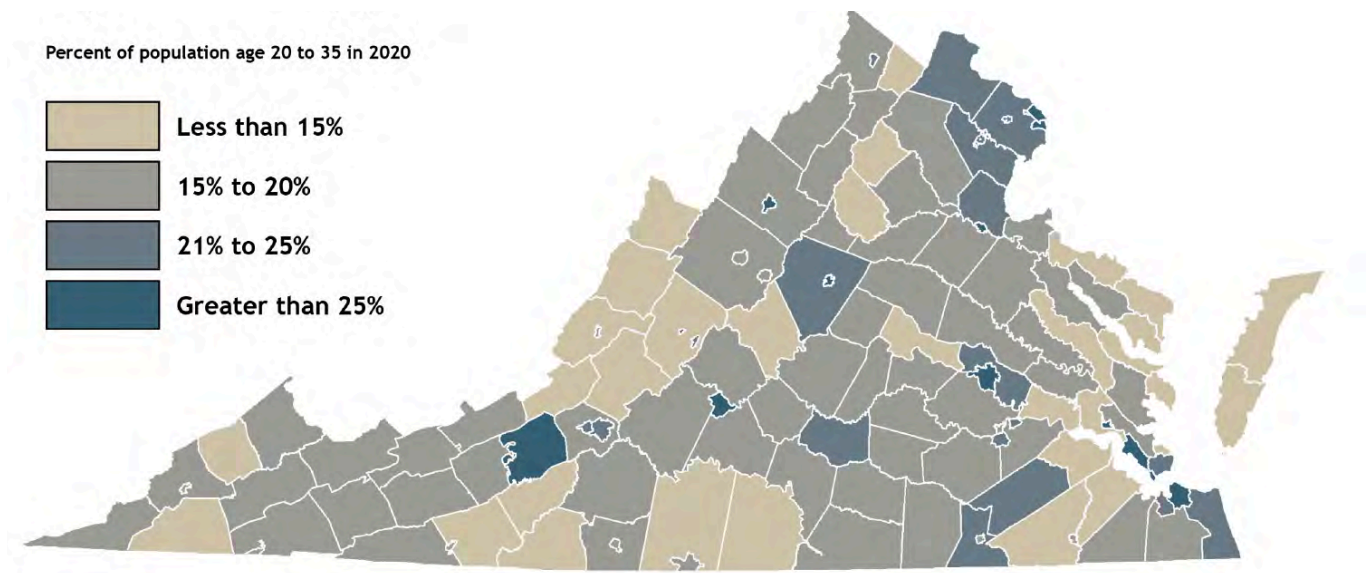 Percent of population age 20 to 35 in 2020
Less than 15%
15% to 20%
21% to 25%
Greater than 25%